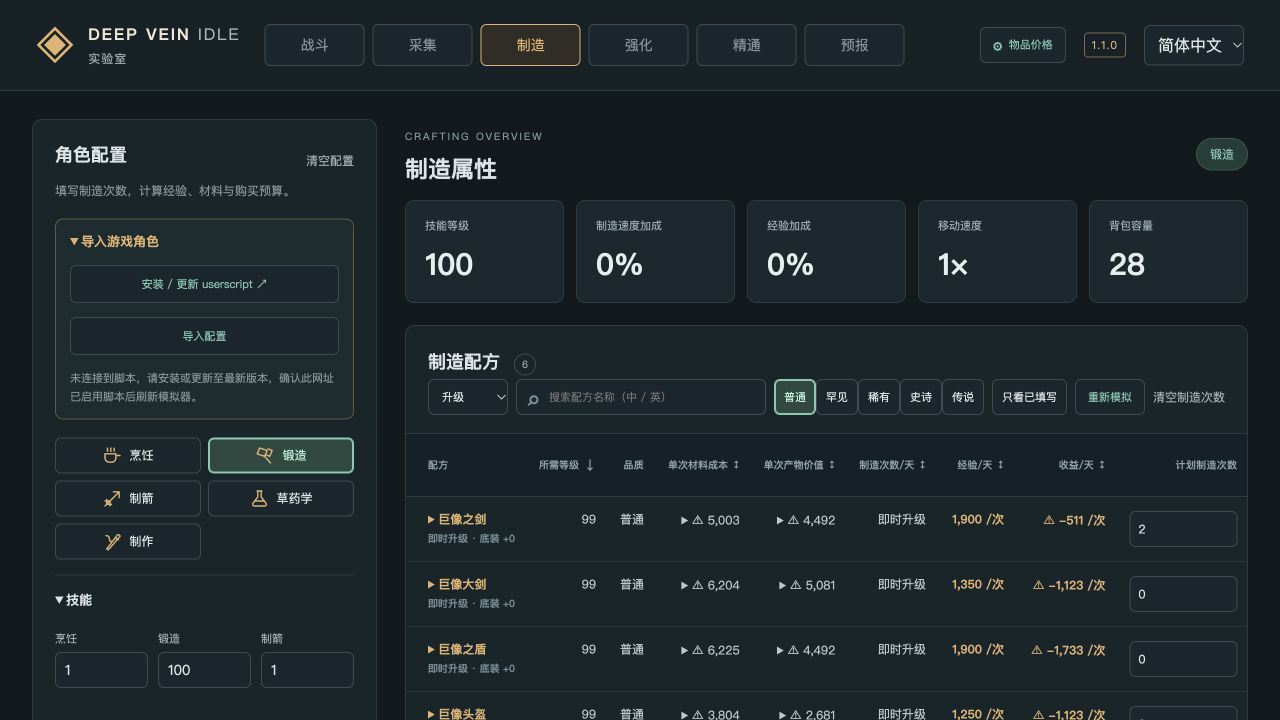 DEEP VEIN IDLE
实验室
战斗
采集
制造
强化
精通
预报
物品价格
1.1.0
简体中文
角色配置
清空配置
填写制造次数，计算经验、材料与购买预算。
▼导入游戏角色
安装 / 更新 userscript ↗
导入配置
未连接到脚本，请安装或更新至最新版本，确认此网址
已启用脚本后刷新模拟器。
烹饪
锻造
制箭
草药学
制作
▼技能
烹饪 锻造 制箭
1 100 1
CRAFTING OVERVIEW
制造属性
锻造
技能等级
100
制造速度加成
0%
经验加成
0%
移动速度
1×
背包容量
28
制造配方 6
升级
搜索配方名称（中 / 英）
普通 罕见 稀有 史诗 传说
只看已填写
重新模拟
清空制造次数
配方 所需等级 ↓ 品质 单次材料成本 ↕ 单次产物价值 ↕ 制造次数/天 ↕ 经验/天 ↕ 收益/天 ↕ 计划制造次数
▶ 巨像之剑 99 普通 ▶ ⚠ 5,003 ▶ ⚠ 4,492 即时升级 1,900 /次 ⚠ −511 /次 2
即时升级 · 底装 +0
▶ 巨像大剑 99 普通 ▶ ⚠ 6,204 ▶ ⚠ 5,081 即时升级 1,350 /次 ⚠ −1,123 /次 0
即时升级 · 底装 +0
▶ 巨像之盾 99 普通 ▶ ⚠ 6,225 ▶ ⚠ 4,492 即时升级 1,900 /次 ⚠ −1,733 /次 0
即时升级 · 底装 +0
▶ 巨像头盔 99 普通 ▶ ⚠ 3,804 ▶ ⚠ 2,681 即时升级 1,250 /次 ⚠ −1,123 /次